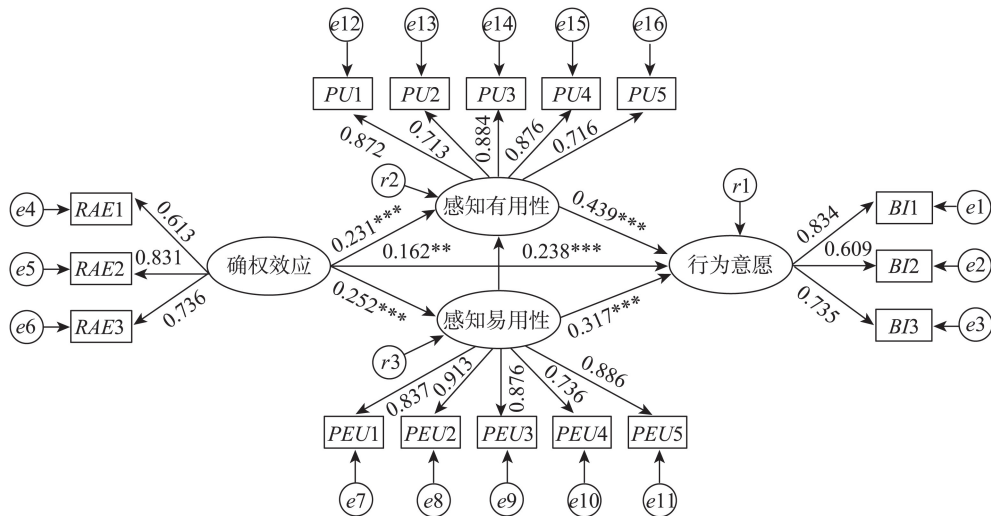 e12 e13 e14 e15 e16
PU1 PU2 PU3 PU4 PU5
0.872 0.713 0.884 0.876 0.716
r2 感知有用性 r1
e4 RAE1 BI1 e1
0.613 0.231*** 0.439*** 0.834
e5 RAE2 0.831 确权效应 0.162** 0.238*** 行为意愿 0.609 BI2 e2
0.736 0.252*** 0.317*** 0.735
e6 RAE3 感知易用性 BI3 e3
r3
0.837 0.913 0.876 0.736 0.886
PEU1 PEU2 PEU3 PEU4 PEU5
e7 e8 e9 e10 e11